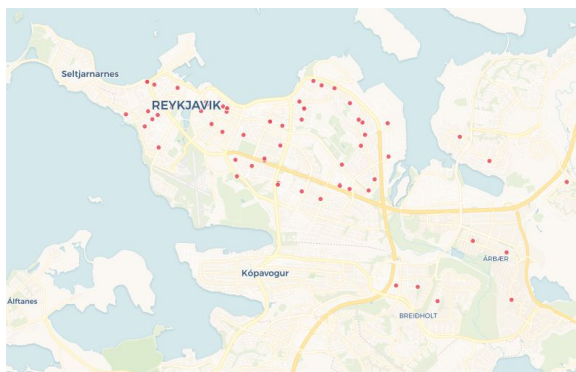 Seltjarnarnes
REYKJAVIK
Kópavogur
ÁRBÆR
Álftanes
BREIÐHOLT